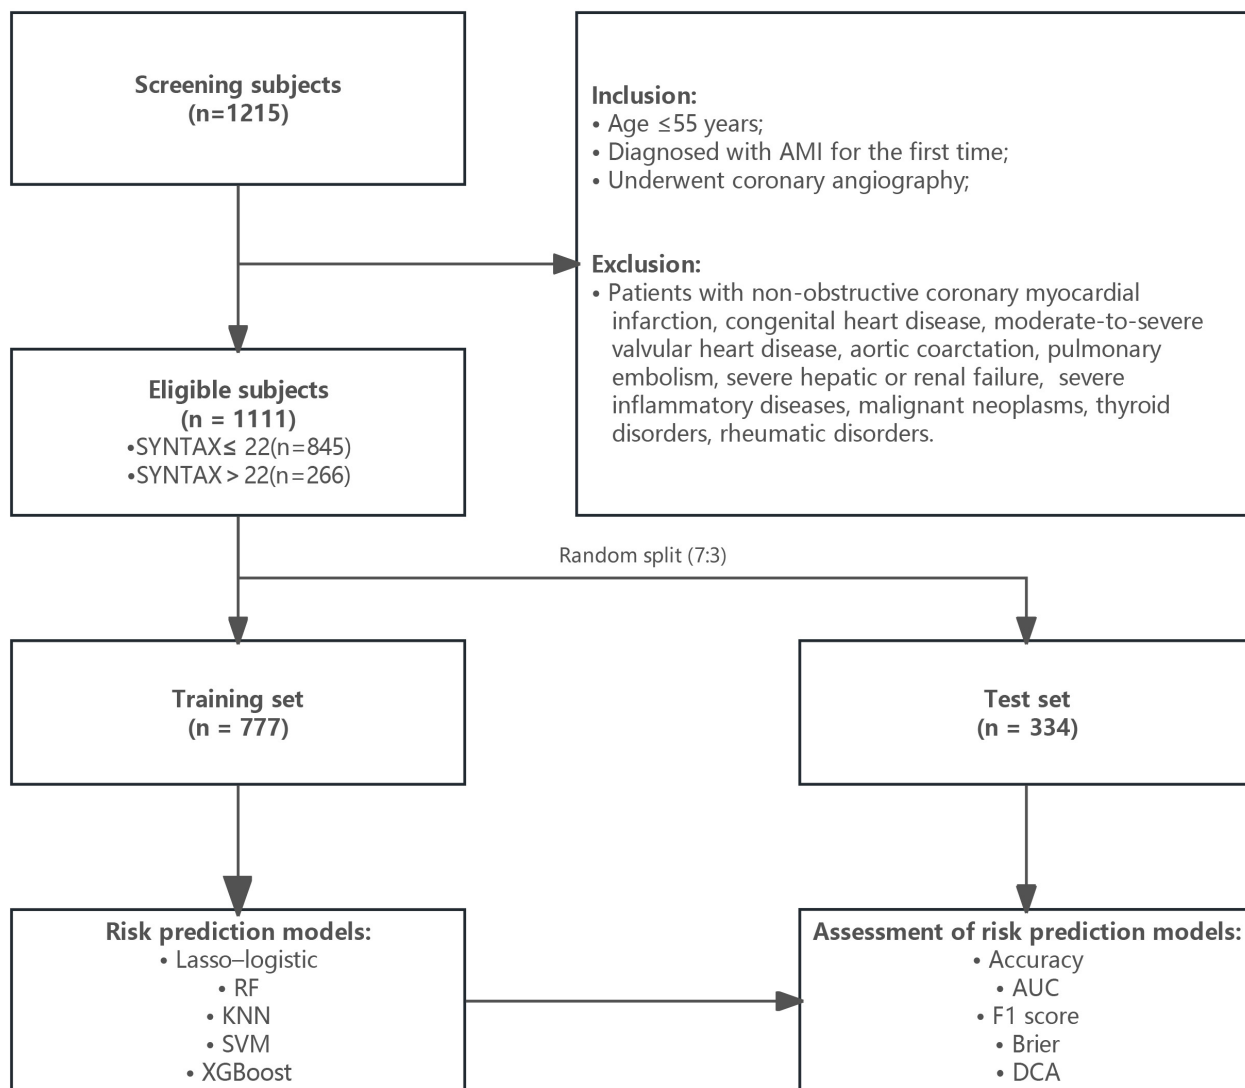 Screening subjects
(n=1215)
Inclusion:
• Age ≤55 years;
• Diagnosed with AMI for the first time;
• Underwent coronary angiography;
Exclusion:
• Patients with non-obstructive coronary myocardial
infarction, congenital heart disease, moderate-to-severe
valvular heart disease, aortic coarctation, pulmonary
embolism, severe hepatic or renal failure,  severe
inflammatory diseases, malignant neoplasms, thyroid
disorders, rheumatic disorders.
Eligible subjects
(n = 1111)
•SYNTAX≤ 22(n=845)
•SYNTAX > 22(n=266)
Random split (7:3)
Training set
(n = 777)
Test set
(n = 334)
Risk prediction models:
• Lasso–logistic
• RF
• KNN
• SVM
• XGBoost
Assessment of risk prediction models:
• Accuracy
• AUC
• F1 score
• Brier
• DCA